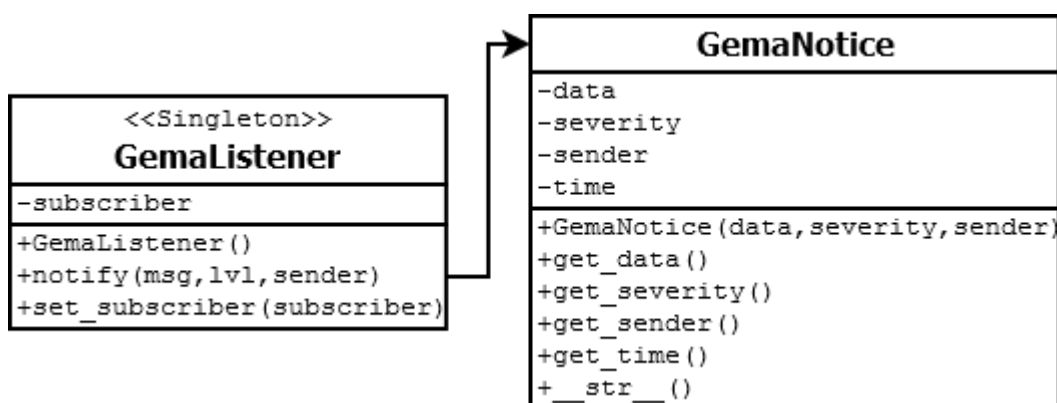 <<Singleton>>
GemaListener
-subscriber
+GemaListener()
+notify(msg,lvl,sender)
+set_subscriber(subscriber)
GemaNotice
-data
-severity
-sender
-time
+GemaNotice(data,severity,sender)
+get_data()
+get_severity()
+get_sender()
+get_time()
+__str__()